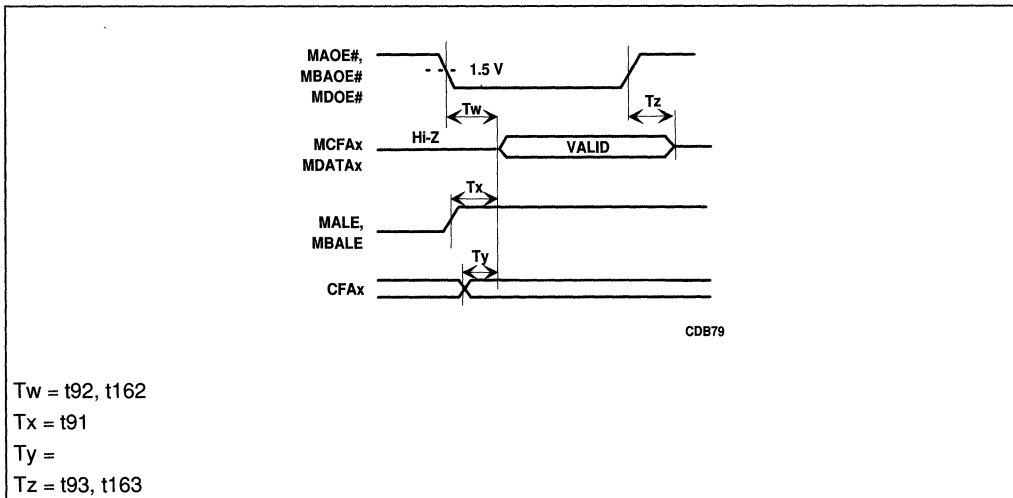 MAOE#,
MBAOE#
MDOE#
1.5 V
Tw
Tz
MCFAx
MDATAx
Hi-Z
VALID
Tx
MALE,
MBALE
Ty
CFAx
CDB79
Tw = t92, t162
Tx = t91
Ty =
Tz = t93, t163